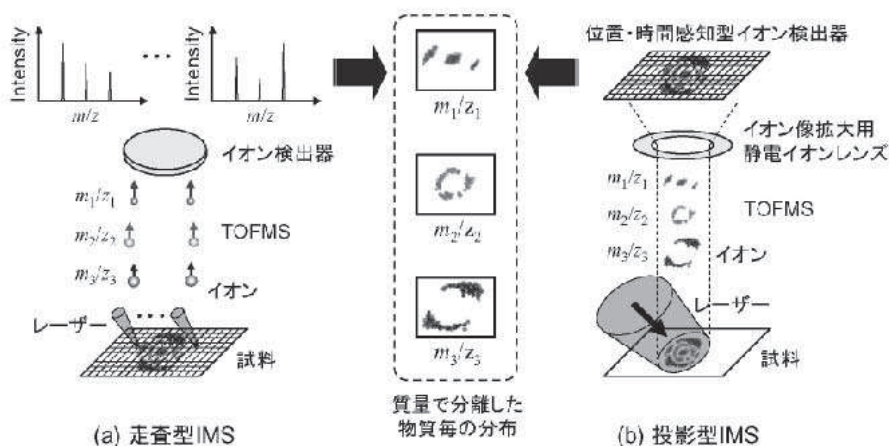 Intensity
m/z
Intensity
m/z
イオン検出器
m₁/z₁
m₂/z₂
TOFMS
m₃/z₃
イオン
レーザー
試料
(a) 走査型IMS
m₁/z₁
m₂/z₂
m₃/z₃
質量で分離した
物質毎の分布
位置・時間感知型イオン検出器
イオン像拡大用
静電イオンレンズ
m₁/z₁
m₂/z₂
TOFMS
m₃/z₃
イオン
レーザー
試料
(b) 投影型IMS